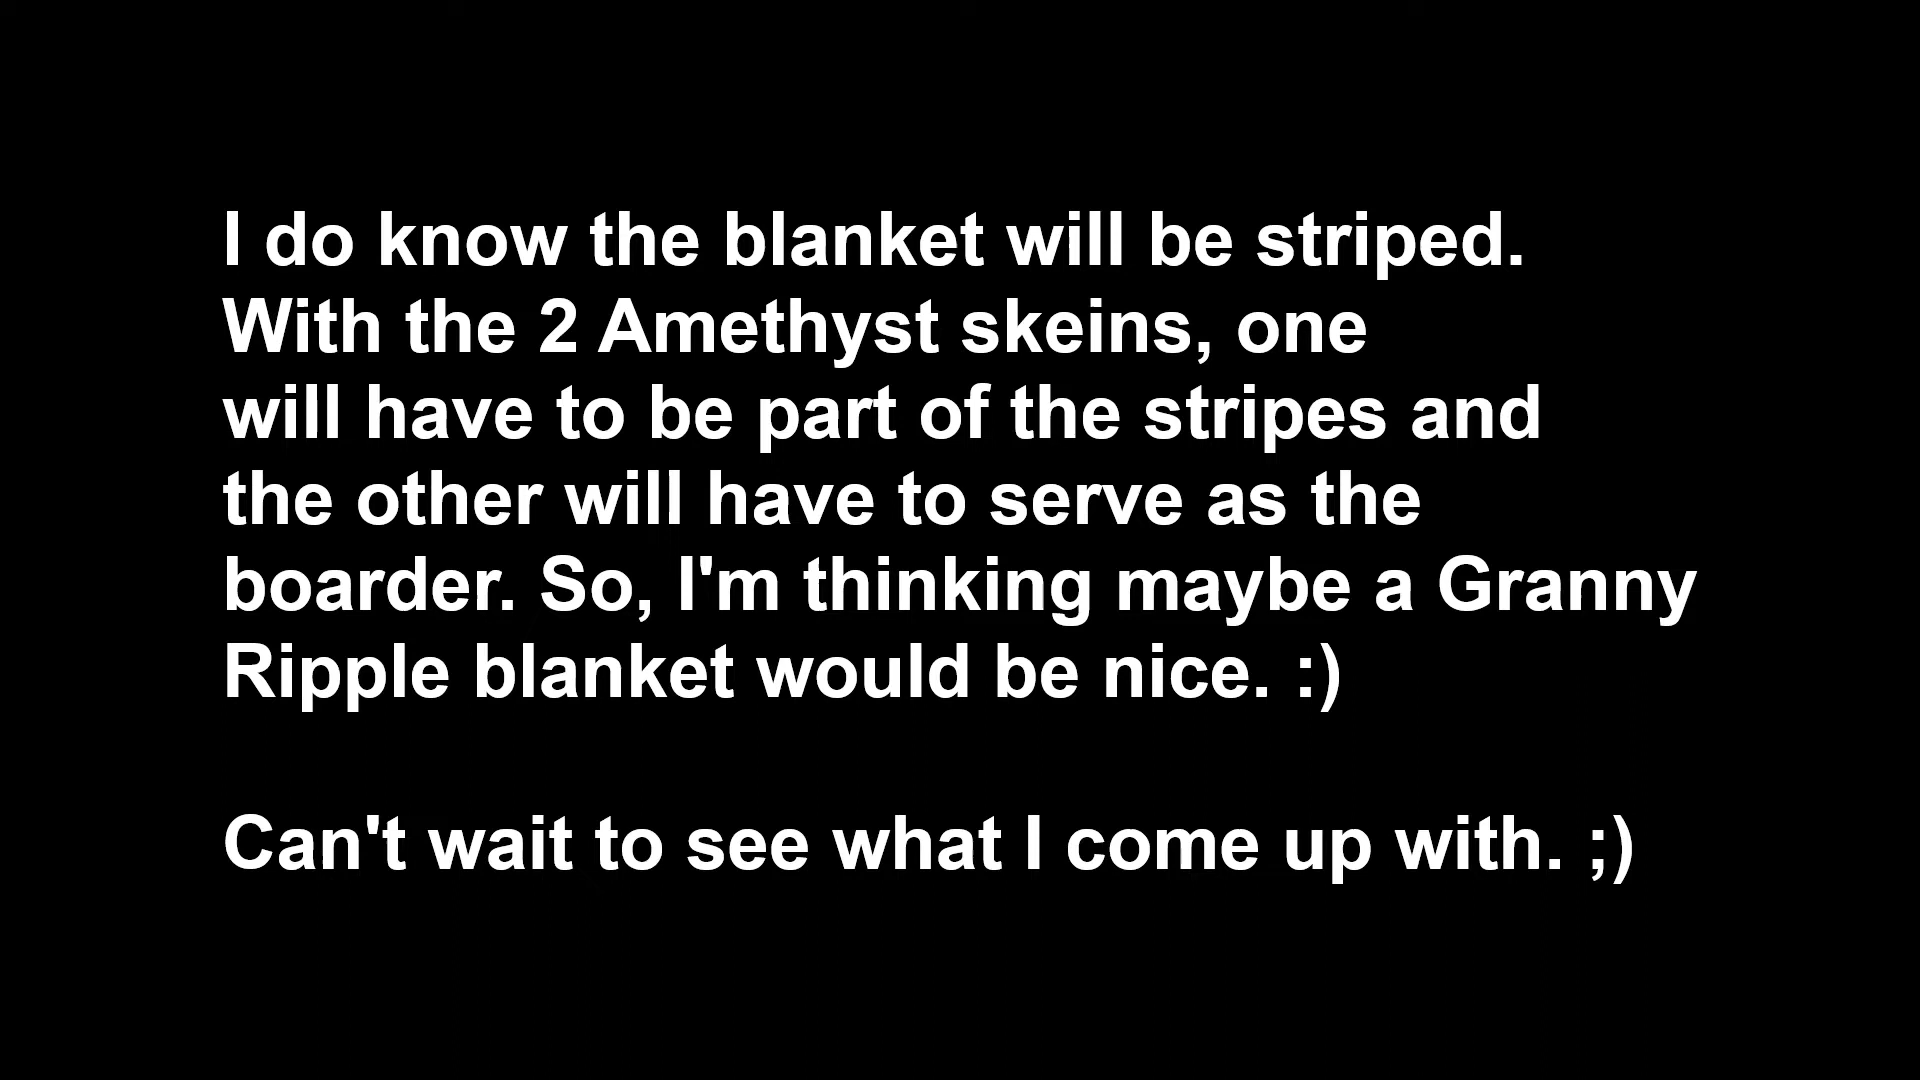 I do know the blanket will be striped.
With the 2 Amethyst skeins, one
will have to be part of the stripes and
the other will have to serve as the
boarder. So, I'm thinking maybe a Granny
Ripple blanket would be nice. :)
Can't wait to see what I come up with. ;)